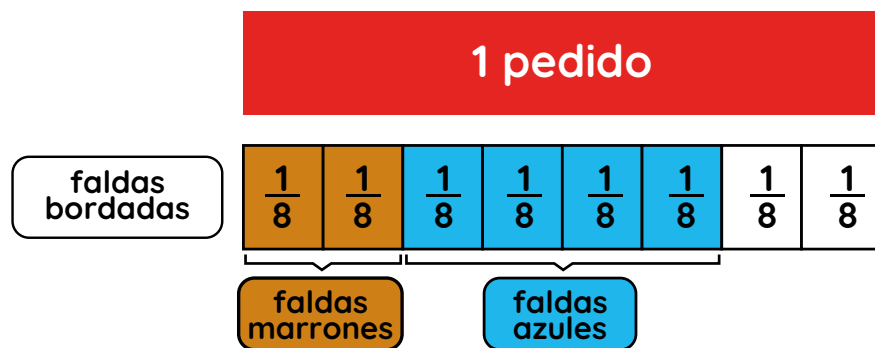 1 pedido
faldas
bordadas
1/8 1/8 1/8 1/8 1/8 1/8 1/8 1/8
faldas
marrones
faldas
azules